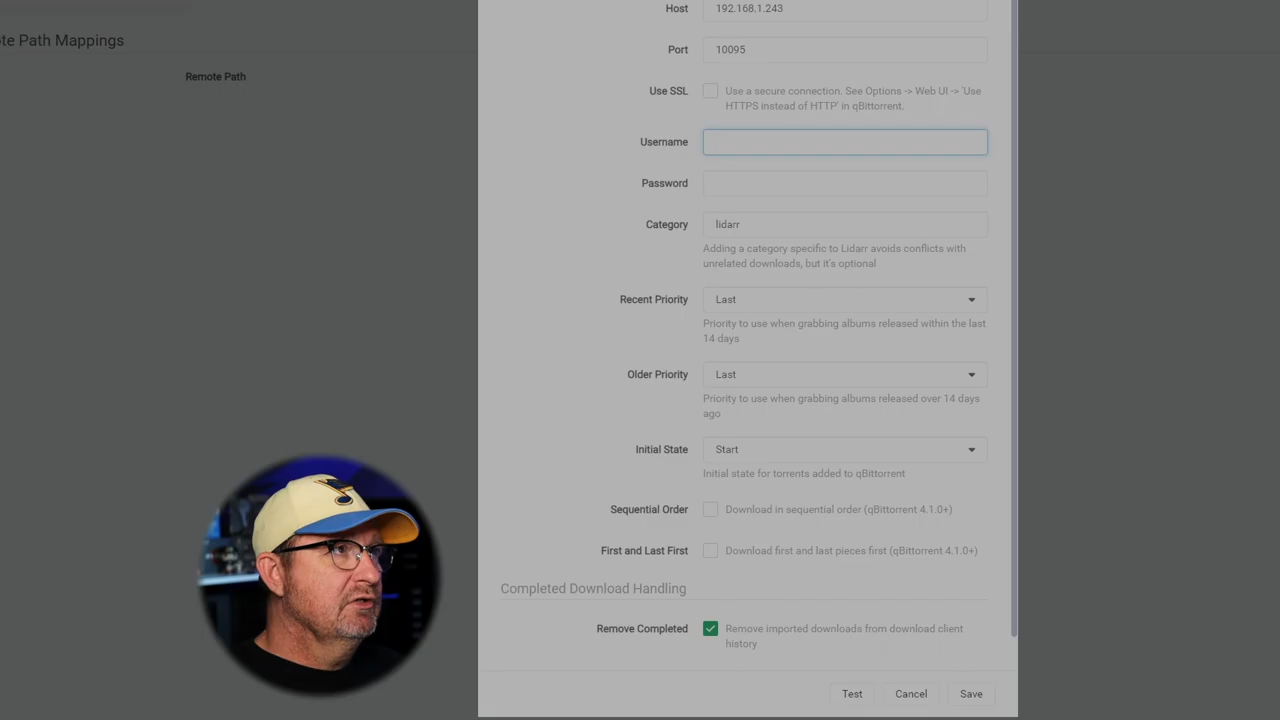 Host
192.168.1.243
te Path Mappings
Port
10095
Remote Path
Use SSL
Use a secure connection. See Options -> Web UI -> 'Use
HTTPS instead of HTTP' in qBittorrent.
Username
Password
Category
lidarr
Adding a category specific to Lidarr avoids conflicts with
unrelated downloads, but it's optional
Recent Priority
Last
Priority to use when grabbing albums released within the last
14 days
Older Priority
Last
Priority to use when grabbing albums released over 14 days
ago
Initial State
Start
Initial state for torrents added to qBittorrent
Sequential Order
Download in sequential order (qBittorrent 4.1.0+)
First and Last First
Download first and last pieces first (qBittorrent 4.1.0+)
Completed Download Handling
Remove Completed
Remove imported downloads from download client
history
Test
Cancel
Save